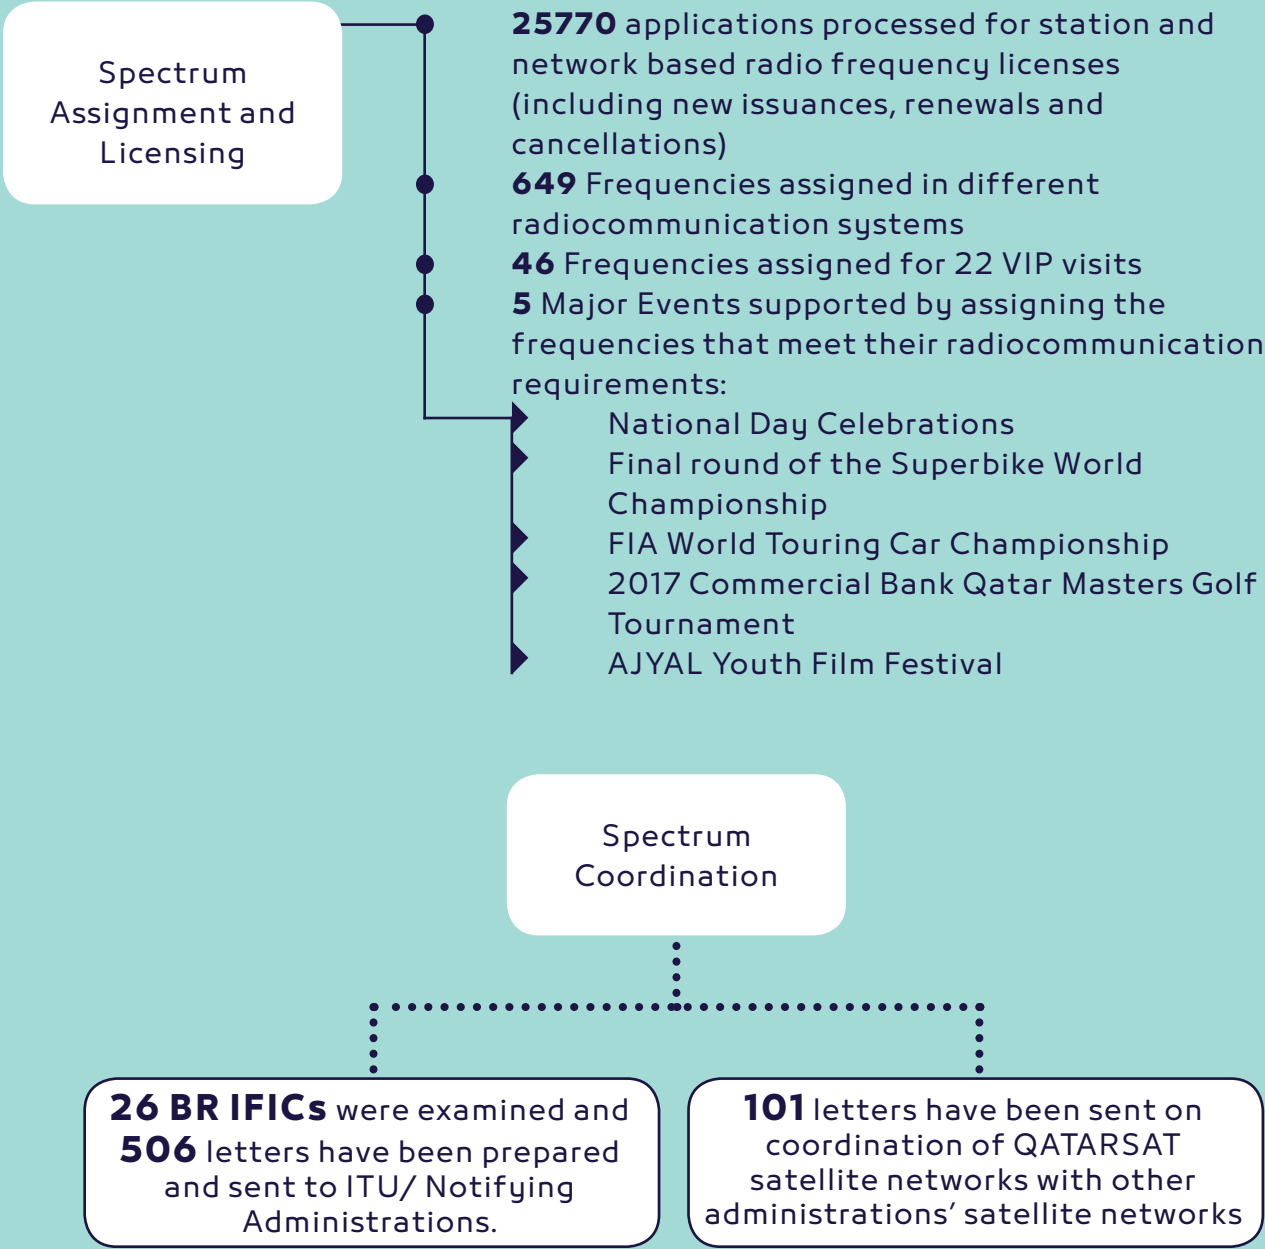 Spectrum
Assignment and
Licensing
25770 applications processed for station and
network based radio frequency licenses
(including new issuances, renewals and
cancellations)
649 Frequencies assigned in different
radiocommunication systems
46 Frequencies assigned for 22 VIP visits
5 Major Events supported by assigning the
frequencies that meet their radiocommunication
requirements:
National Day Celebrations
Final round of the Superbike World
Championship
FIA World Touring Car Championship
2017 Commercial Bank Qatar Masters Golf
Tournament
AJYAL Youth Film Festival
Spectrum
Coordination
26 BR IFICs were examined and
506 letters have been prepared
and sent to ITU/ Notifying
Administrations.
101 letters have been sent on
coordination of QATARSAT
satellite networks with other
administrations’ satellite networks